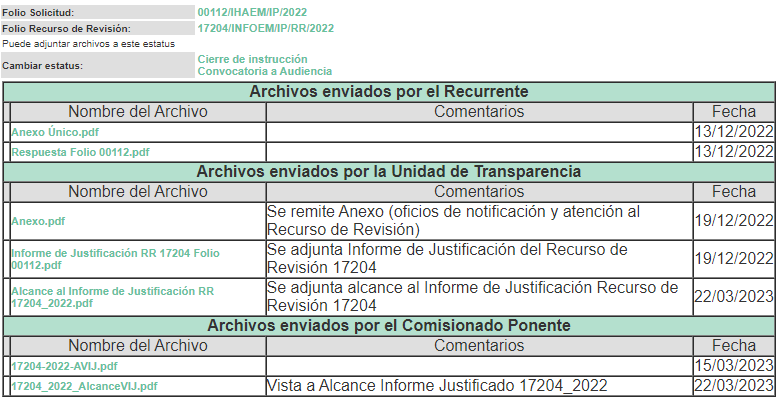 Folio Solicitud: 00112/IHAEM/IP/2022
Folio Recurso de Revisión: 17204/INFOEM/IP/RR/2022
Puede adjuntar archivos a este estatus
Cambiar estatus: Cierre de instrucción
Convocatoria a Audiencia
Archivos enviados por el Recurrente
Nombre del Archivo Comentarios Fecha
Anexo Único.pdf 13/12/2022
Respuesta Folio 00112.pdf 13/12/2022
Archivos enviados por la Unidad de Transparencia
Nombre del Archivo Comentarios Fecha
Anexo.pdf Se remite Anexo (oficios de notificación y atención al Recurso de Revisión) 19/12/2022
Informe de Justificación RR 17204 Folio 00112.pdf Se adjunta Informe de Justificación del Recurso de Revisión 17204 19/12/2022
Alcance al Informe de Justificación RR 17204_2022.pdf Se adjunta alcance al Informe de Justificación Recurso de Revisión 17204 22/03/2023
Archivos enviados por el Comisionado Ponente
Nombre del Archivo Comentarios Fecha
17204-2022-AVIJ.pdf 15/03/2023
17204_2022_AlcanceVIJ.pdf Vista a Alcance Informe Justificado 17204_2022 22/03/2023